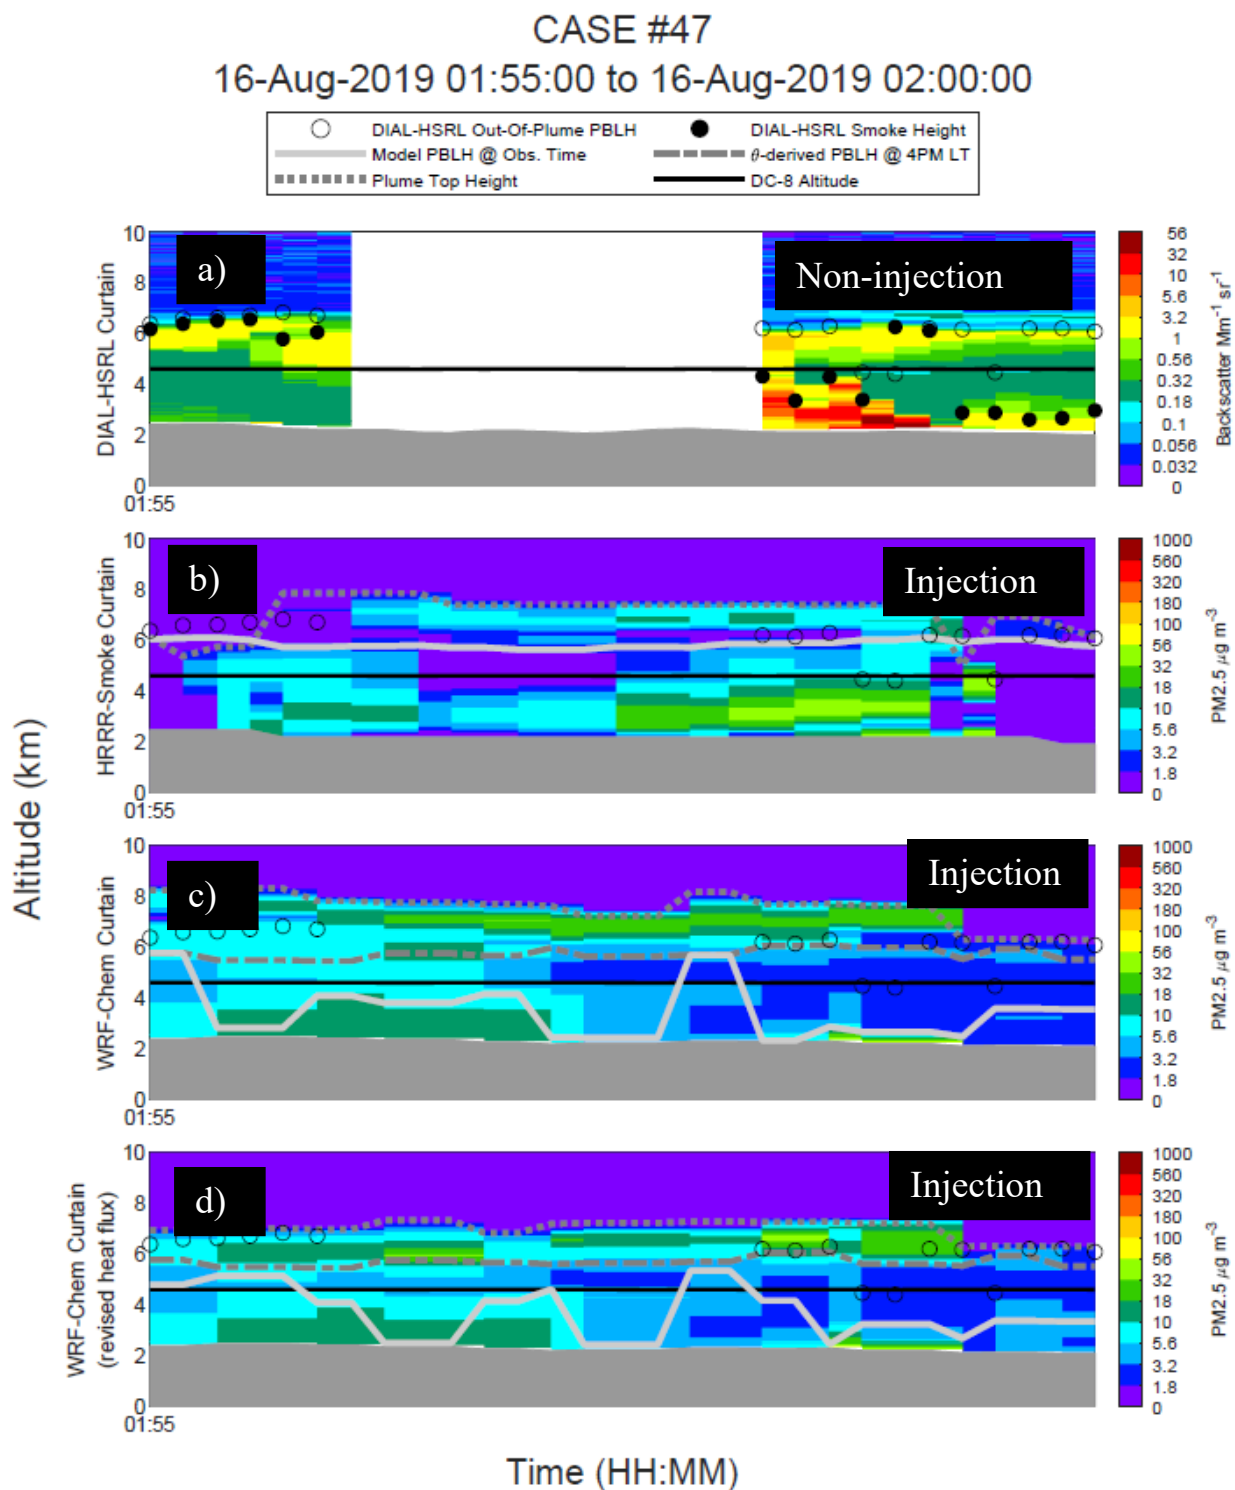 CASE #47
16-Aug-2019 01:55:00 to 16-Aug-2019 02:00:00
DIAL-HSRL Out-Of-Plume PBLH
DIAL-HSRL Smoke Height
Model PBLH @ Obs. Time
θ-derived PBLH @ 4PM LT
Plume Top Height
DC-8 Altitude
Altitude (km)
DIAL-HSRL Curtain
10
8
6
4
2
0
01:55
a)
Non-injection
56
32
10
5.6
3.2
1
0.56
0.32
0.18
0.1
0.056
0.032
0
Backscatter Mm⁻¹ sr⁻¹
HRRR-Smoke Curtain
10
8
6
4
2
0
01:55
b)
Injection
1000
560
320
180
100
56
32
18
10
5.6
3.2
1.8
0
PM2.5 μg m⁻³
WRF-Chem Curtain
10
8
6
4
2
0
01:55
c)
Injection
1000
560
320
180
100
56
32
18
10
5.6
3.2
1.8
0
PM2.5 μg m⁻³
WRF-Chem Curtain
(revised heat flux)
10
8
6
4
2
0
01:55
d)
Injection
1000
560
320
180
100
56
32
18
10
5.6
3.2
1.8
0
PM2.5 μg m⁻³
Time (HH:MM)